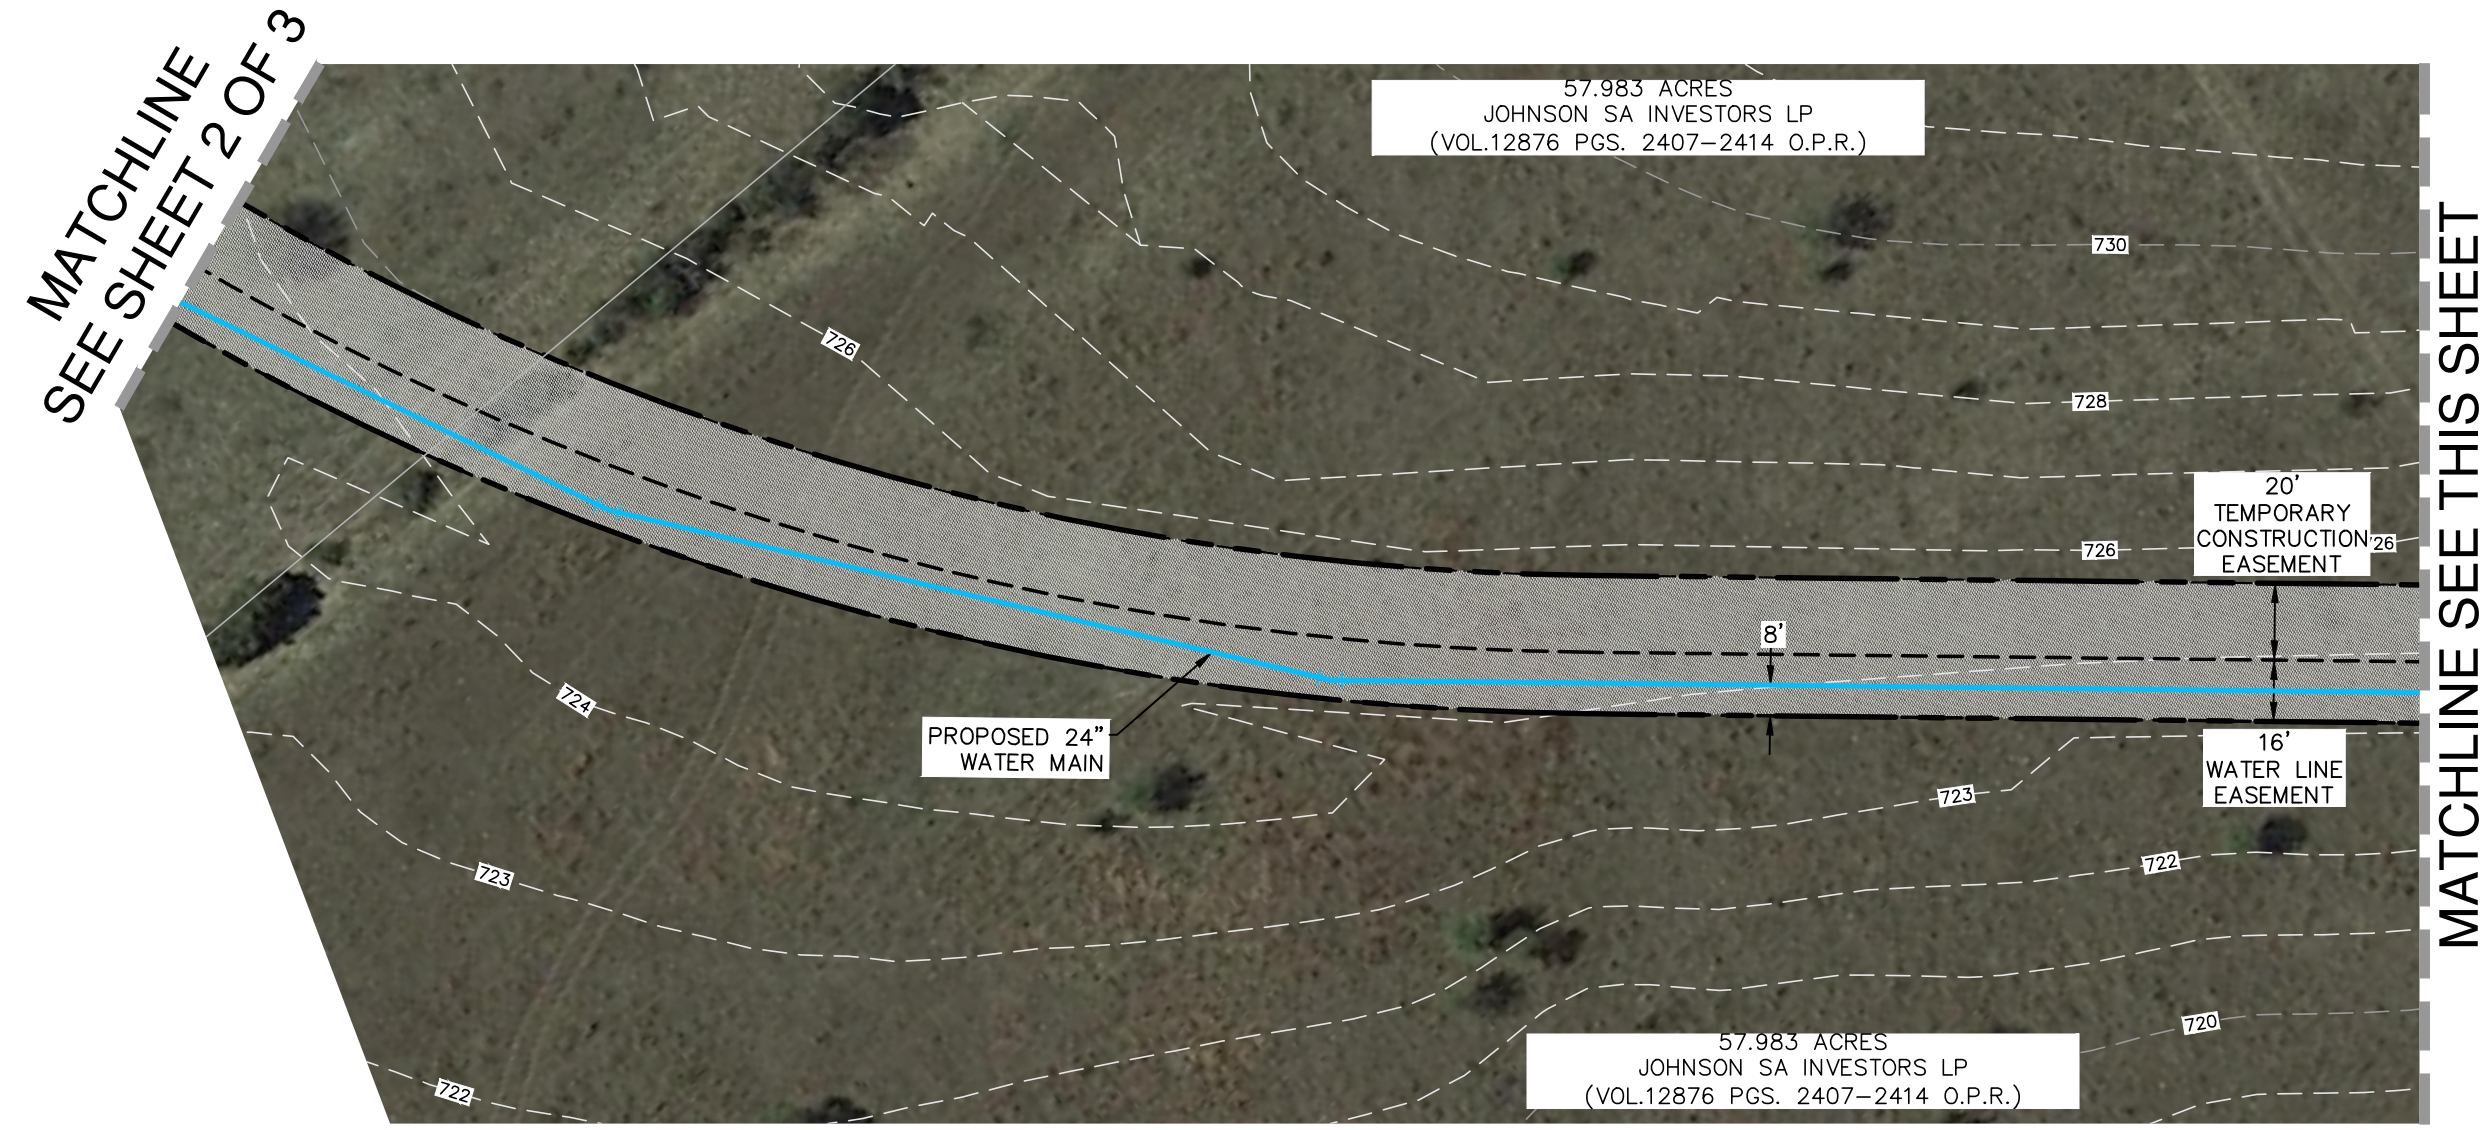 MATCHLINE
SEE SHEET 2 OF 3
57.983 ACRES
JOHNSON SA INVESTORS LP
(VOL.12876 PGS. 2407-2414 O.P.R.)
730
726
728
20'
TEMPORARY
CONSTRUCTION
EASEMENT
726
726
8'
724
PROPOSED 24"
WATER MAIN
16'
WATER LINE
EASEMENT
723
722
723
720
57.983 ACRES
JOHNSON SA INVESTORS LP
(VOL.12876 PGS. 2407-2414 O.P.R.)
722
MATCHLINE SEE THIS SHEET